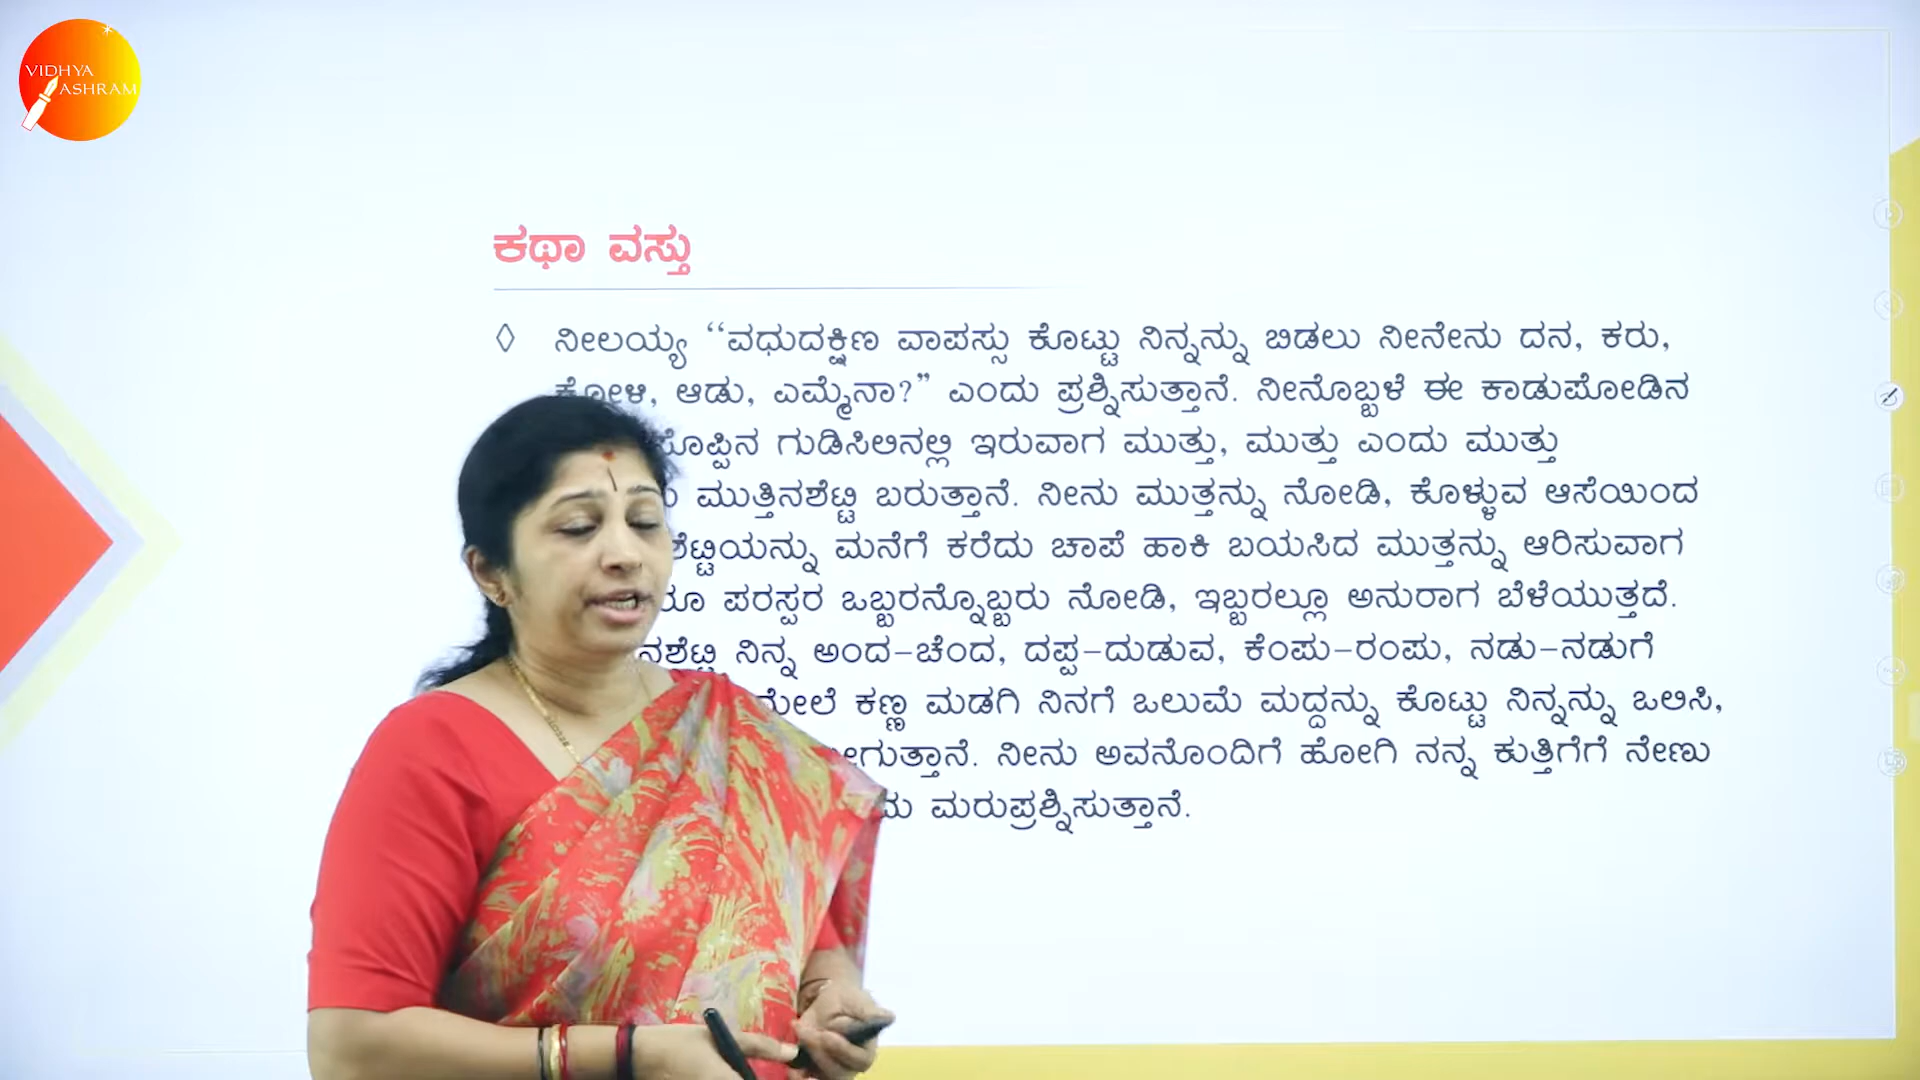 VIDHYA
ASHRAM
ಕಥಾ ವಸ್ತು
ನೀಲಯ್ಯ “ವಧುದಕ್ಷಿಣ ವಾಪಸ್ಸು ಕೊಟ್ಟು ನಿನ್ನನ್ನು ಬಿಡಲು ನೀನೇನು ದನ, ಕರು,
ಕೋಳಿ, ಆಡು, ಎಮ್ಮೆನಾ?” ಎಂದು ಪ್ರಶ್ನಿಸುತ್ತಾನೆ. ನೀನೊಬ್ಬಳೆ ಈ ಕಾಡುಪೋಡಿನ
ಸೊಪ್ಪಿನ ಗುಡಿಸಿಲಿನಲ್ಲಿ ಇರುವಾಗ ಮುತ್ತು, ಮುತ್ತು ಎಂದು ಮುತ್ತು
ಮುತ್ತಿನಶೆಟ್ಟಿ ಬರುತ್ತಾನೆ. ನೀನು ಮುತ್ತನ್ನು ನೋಡಿ, ಕೊಳ್ಳುವ ಆಸೆಯಿಂದ
ಶೆಟ್ಟಿಯನ್ನು ಮನೆಗೆ ಕರೆದು ಚಾಪೆ ಹಾಕಿ ಬಯಸಿದ ಮುತ್ತನ್ನು ಆರಿಸುವಾಗ
ಪರಸ್ಪರ ಒಬ್ಬರನ್ನೊಬ್ಬರು ನೋಡಿ, ಇಬ್ಬರಲ್ಲೂ ಅನುರಾಗ ಬೆಳೆಯುತ್ತದೆ.
ನಶೆಟ್ಟಿ ನಿನ್ನ ಅಂದ–ಚೆಂದ, ದಪ್ಪ–ದುಡುವ, ಕೆಂಪು–ರಂಪು, ನಡು–ನಡುಗೆ
ಮೇಲೆ ಕಣ್ಣ ಮಡಗಿ ನಿನಗೆ ಒಲುಮೆ ಮದ್ದನ್ನು ಕೊಟ್ಟು ನಿನ್ನನ್ನು ಒಲಿಸಿ,
ನೀನು ಅವನೊಂದಿಗೆ ಹೋಗಿ ನನ್ನ ಕುತ್ತಿಗೆಗೆ ನೇಣು
ಮರುಪ್ರಶ್ನಿಸುತ್ತಾನೆ.